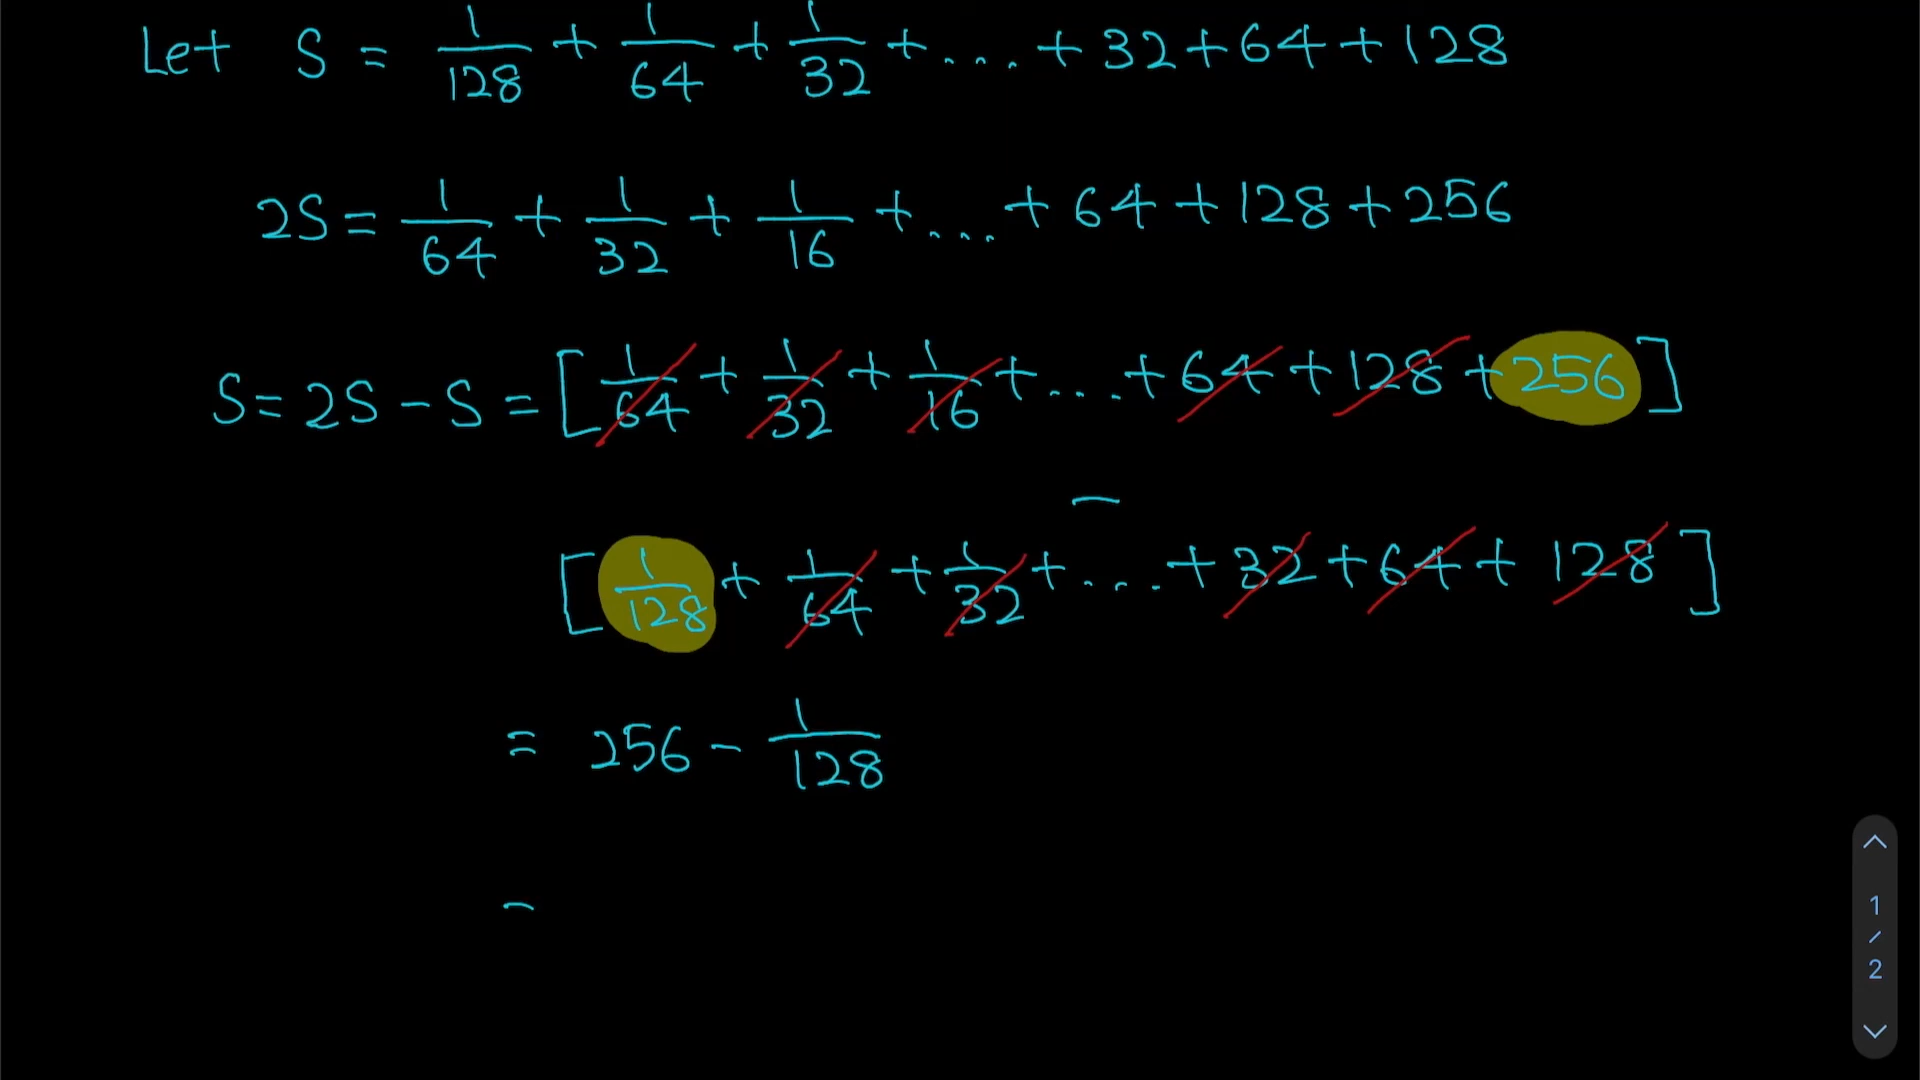 Let S = 1/128 + 1/64 + 1/32 + .... + 32 + 64 + 128
2S = 1/64 + 1/32 + 1/16 + .... + 64 + 128 + 256
S = 2S - S = [1/64 + 1/32 + 1/16 + .... + 64 + 128 + 256]
-
[1/128 + 1/64 + 1/32 + .... + 32 + 64 + 128]
= 256 - 1/128
-
1
/
2